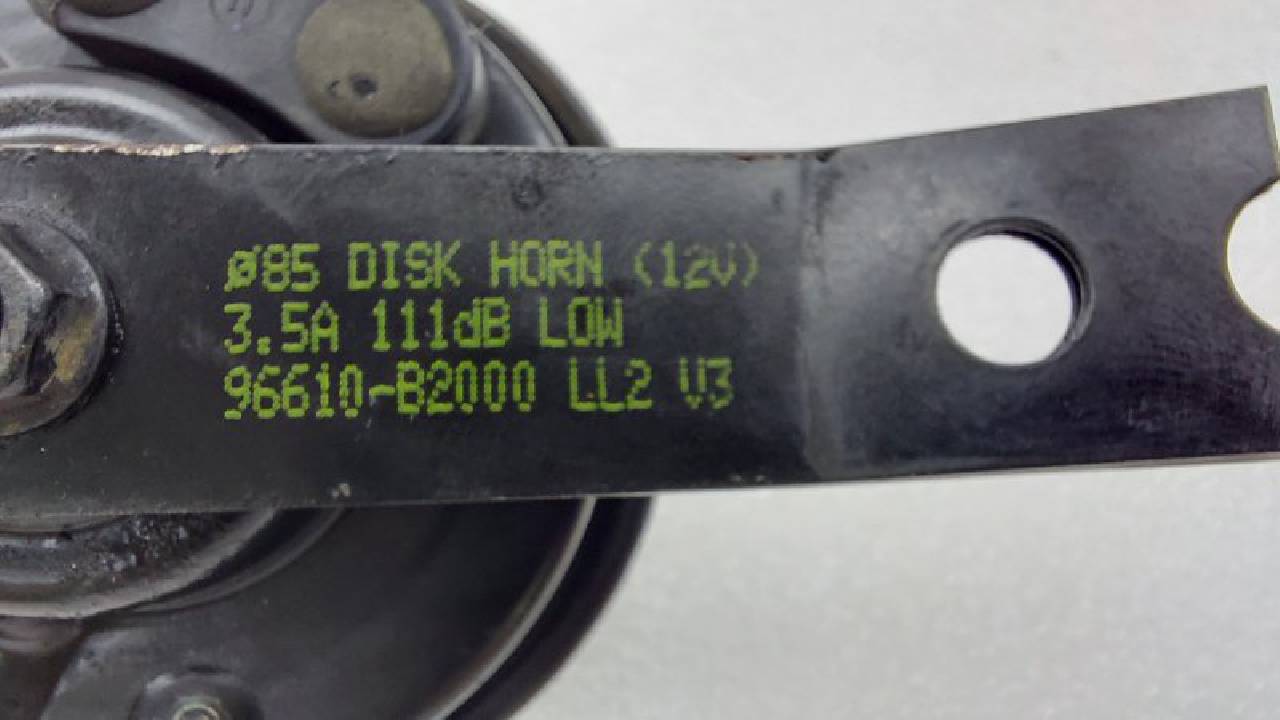 Ø85 DISK HORN (12V)
3.5A 111dB LOW
96610-B2000 LL2 V3